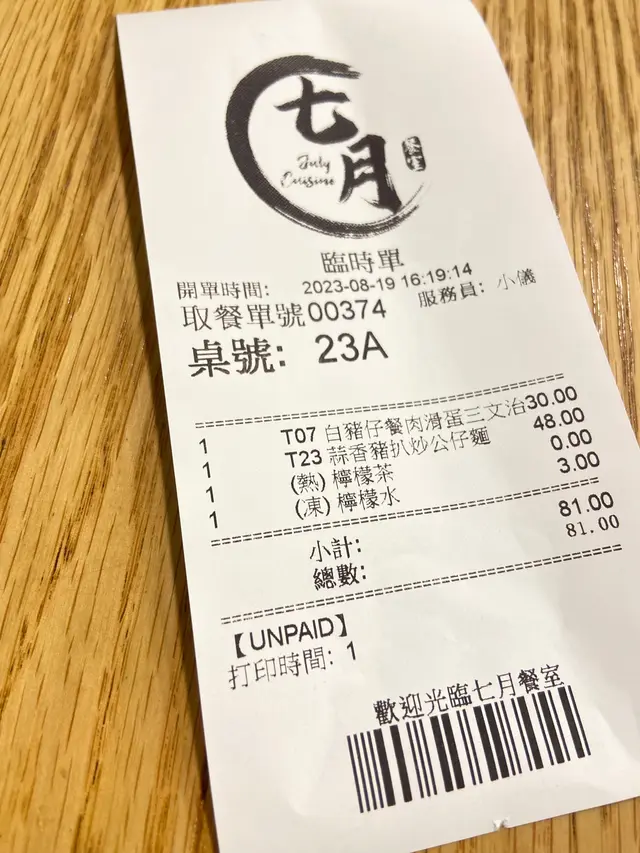 七月
July
Cuisine
餐室
臨時單
開單時間: 2023-08-19 16:19:14
取餐單號00374 服務員: 小儀
桌號: 23A
1 T07 白豬仔餐肉滑蛋三文治30.00
1 T23 蒜香豬扒炒公仔麵 48.00
1 (熱) 檸檬茶 0.00
1 (凍) 檸檬水 3.00
小計: 81.00
總數: 81.00
【UNPAID】
打印時間: 1
歡迎光臨七月餐室